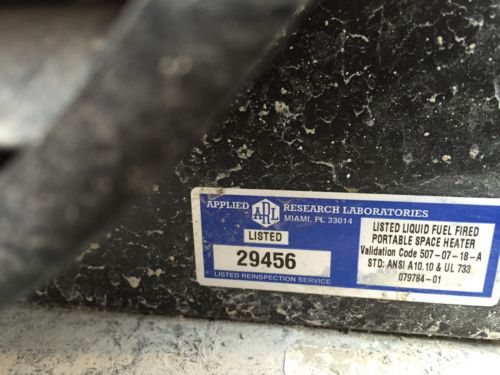 APPLIED ARL RESEARCH LABORATORIES
MIAMI, FL 33014
LISTED
29456
LISTED REINSPECTION SERVICE
LISTED LIQUID FUEL FIRED
PORTABLE SPACE HEATER
Validation Code 507-07-18-A
STD: ANSI A10.10 & UL 733
079784-01